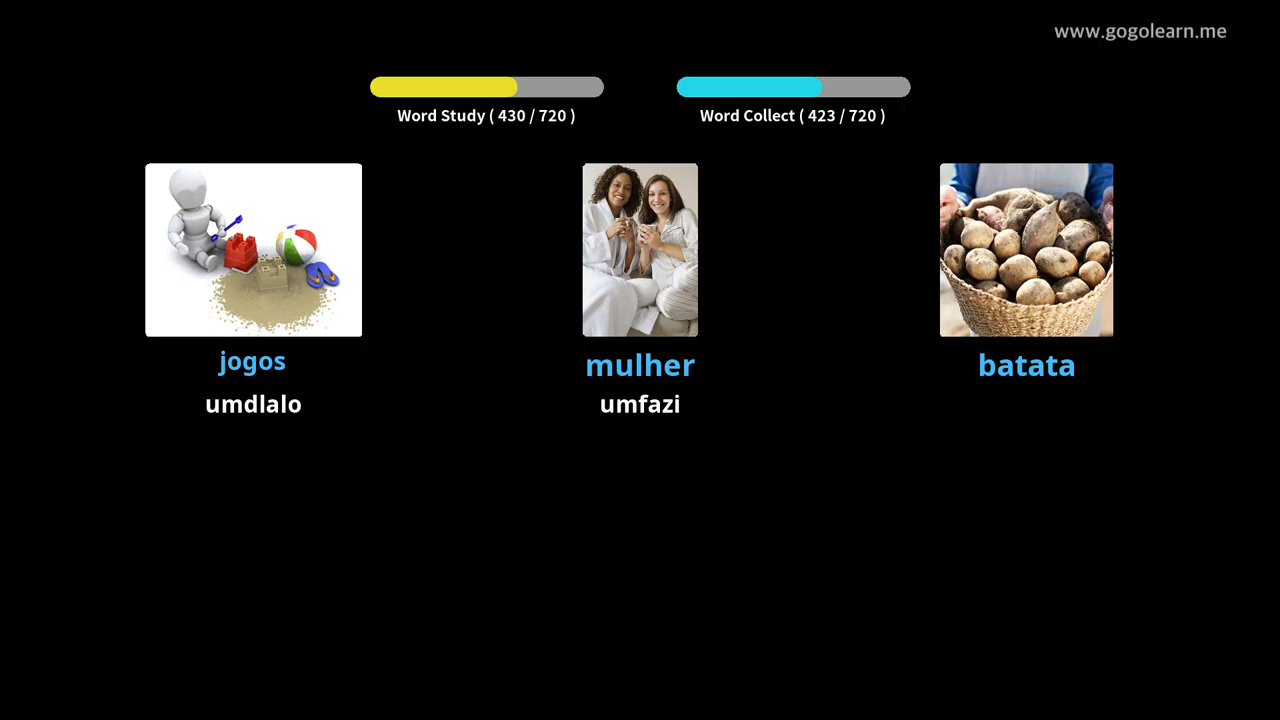 www.gogolearn.me
Word Study ( 430 / 720 )
Word Collect ( 423 / 720 )
jogos
mulher
batata
umdlalo
umfazi